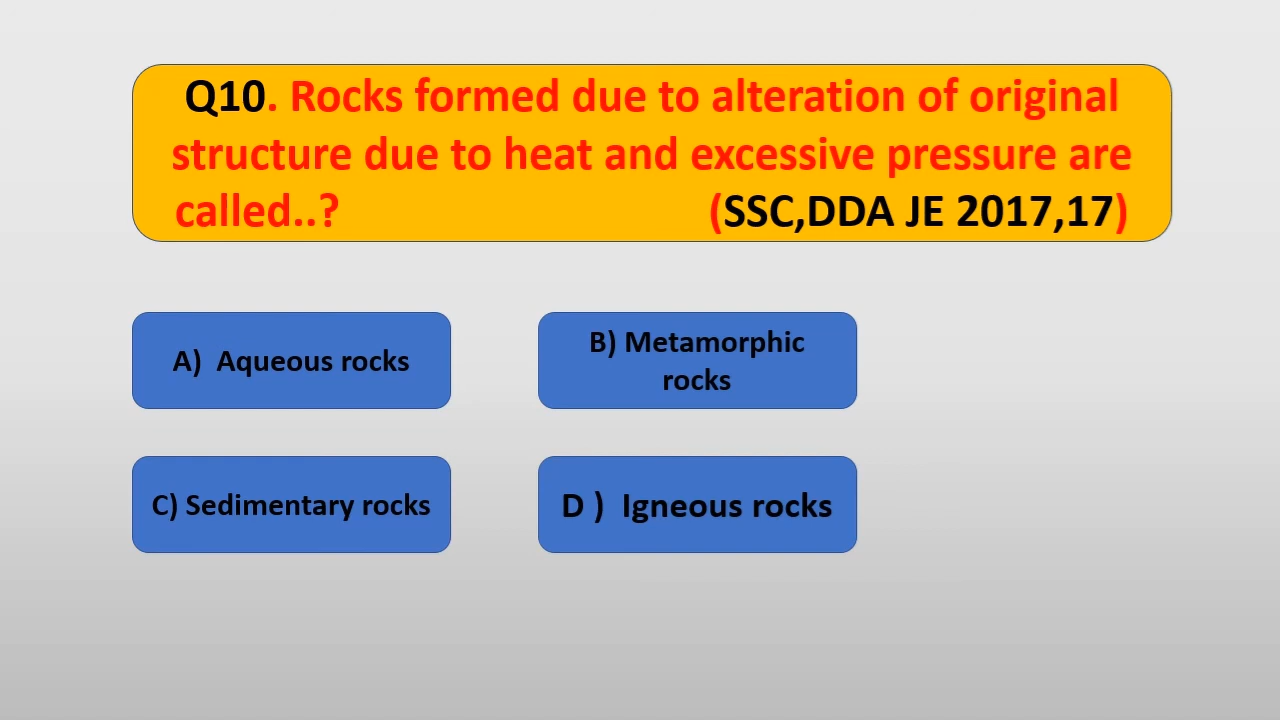 Q10. Rocks formed due to alteration of original
structure due to heat and excessive pressure are
called..? (SSC,DDA JE 2017,17)
A) Aqueous rocks
B) Metamorphic
rocks
C) Sedimentary rocks
D ) Igneous rocks